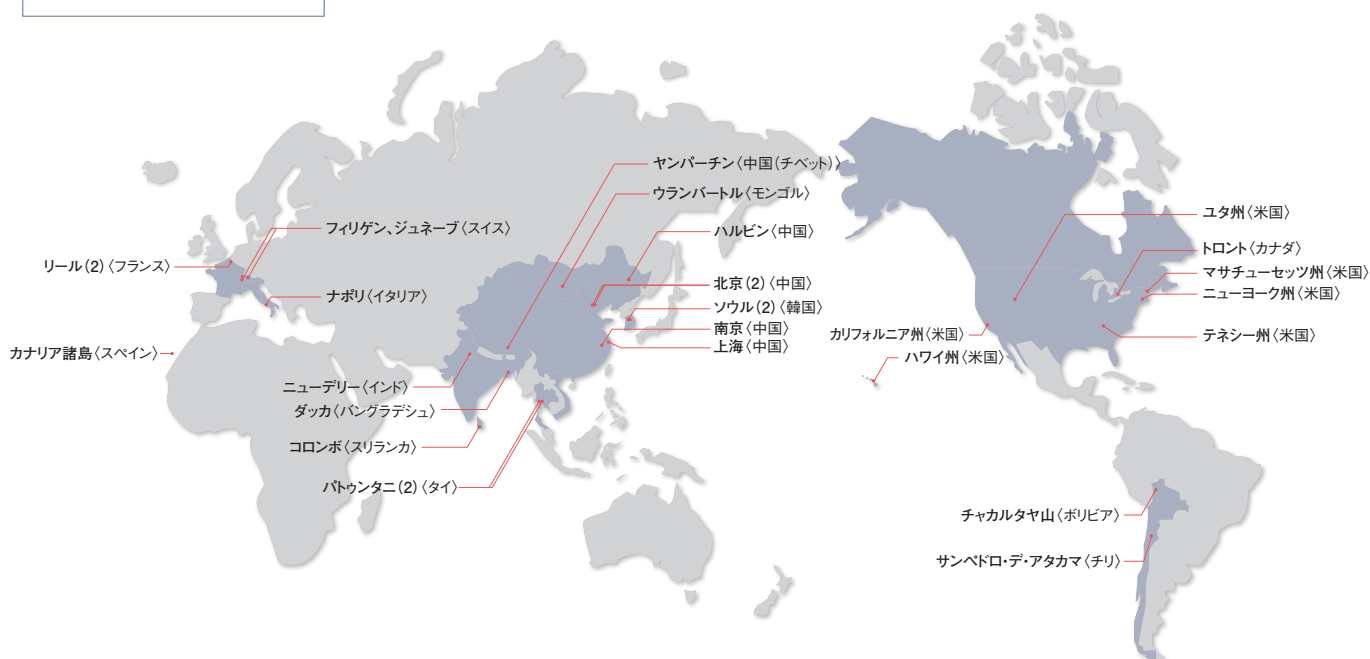 ヤンパーチン〈中国(チベット)〉
ウランバートル〈モンゴル〉
フィリゲン、ジュネーブ〈スイス〉
ハルビン〈中国〉
リール(2)〈フランス〉
北京(2)〈中国〉
ナポリ〈イタリア〉
ソウル(2)〈韓国〉
南京〈中国〉
上海〈中国〉
カナリア諸島〈スペイン〉
ニューデリー〈インド〉
ダッカ〈バングラデシュ〉
コロンボ〈スリランカ〉
パトゥンタニ(2)〈タイ〉
ユタ州〈米国〉
トロント〈カナダ〉
マサチューセッツ州〈米国〉
ニューヨーク州〈米国〉
カリフォルニア州〈米国〉
テネシー州〈米国〉
ハワイ州〈米国〉
チャカルタヤ山〈ボリビア〉
サンペドロ・デ・アタカマ〈チリ〉